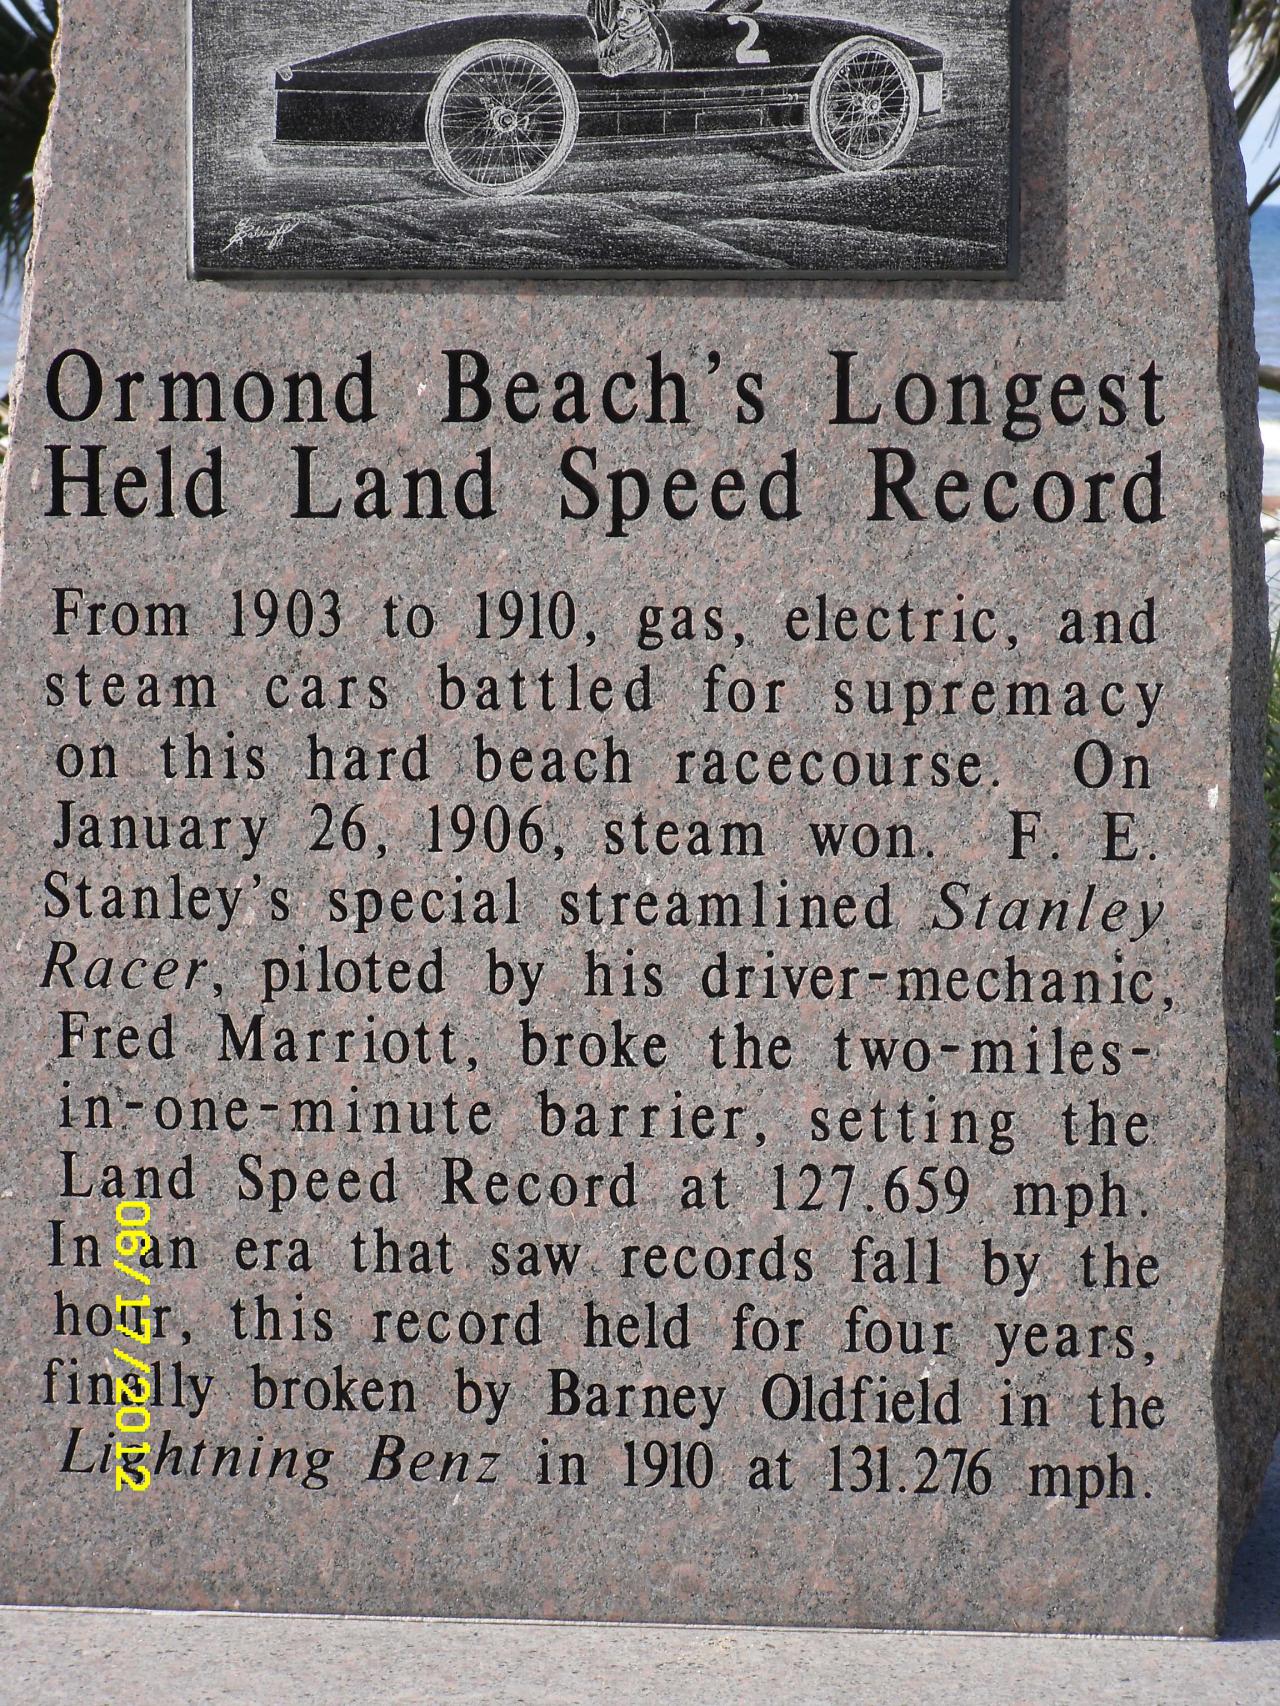 2
Ormond Beach's Longest
Held Land Speed Record
From 1903 to 1910, gas, electric, and
steam cars battled for supremacy
on this hard beach racecourse. On
January 26, 1906, steam won. F. E.
Stanley's special streamlined Stanley
Racer, piloted by his driver-mechanic,
Fred Marriott, broke the two-miles-
in-one-minute barrier, setting the
Land Speed Record at 127.659 mph.
In an era that saw records fall by the
hour, this record held for four years,
finally broken by Barney Oldfield in the
Lightning Benz in 1910 at 131.276 mph.
06/17/2012